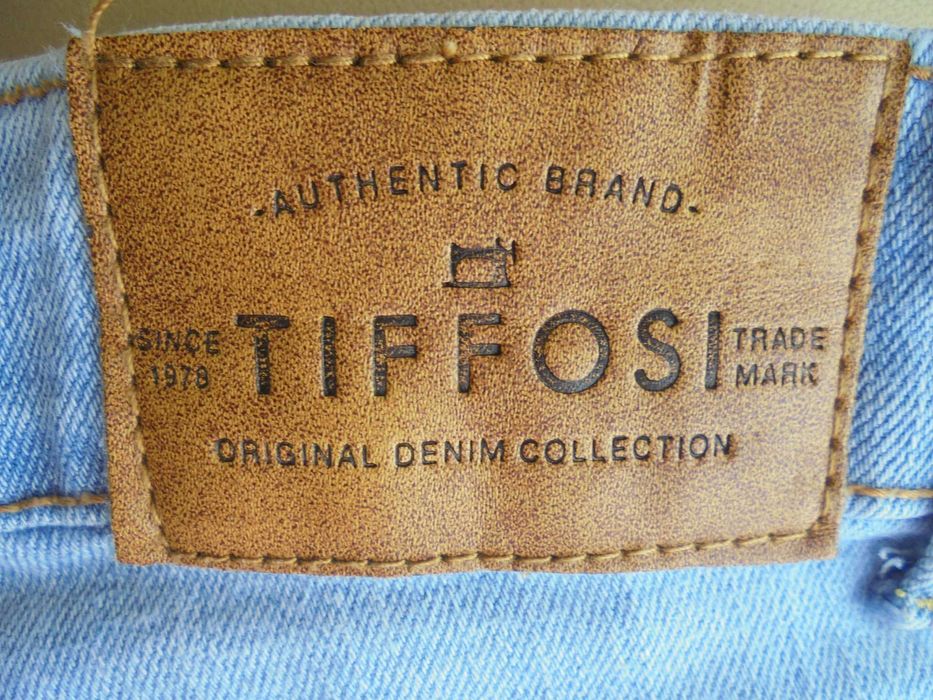 -AUTHENTIC BRAND-
SINCE 1978 TIFFOSI TRADE MARK
ORIGINAL DENIM COLLECTION